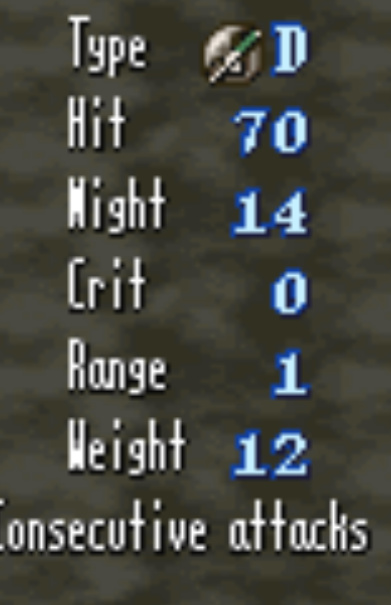 Type D
Hit 70
Might 14
Crit 0
Range 1
Weight 12
Consecutive attacks